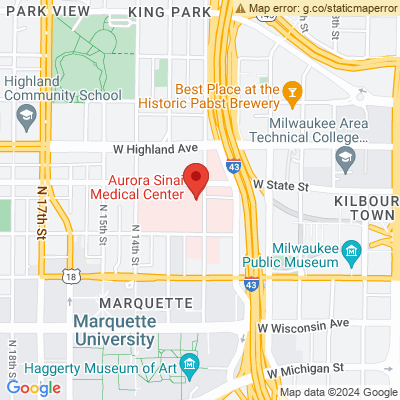 Map error: g.co/staticmaperror
PARK VIEW
KING PARK
145
Highland
Community School
Best Place at the
Historic Pabst Brewery
Milwaukee Area
Technical College...
W Highland Ave
43
Aurora Sinai
Medical Center
W State St
KILBOUR
TOWN
N 17th St
N 15th St
N 14th St
Milwaukee
Public Museum
18
43
MARQUETTE
Marquette
University
W Wisconsin Ave
Haggerty Museum of Art
N 18th St
W Michigan St
Google
Map data ©2024 Google